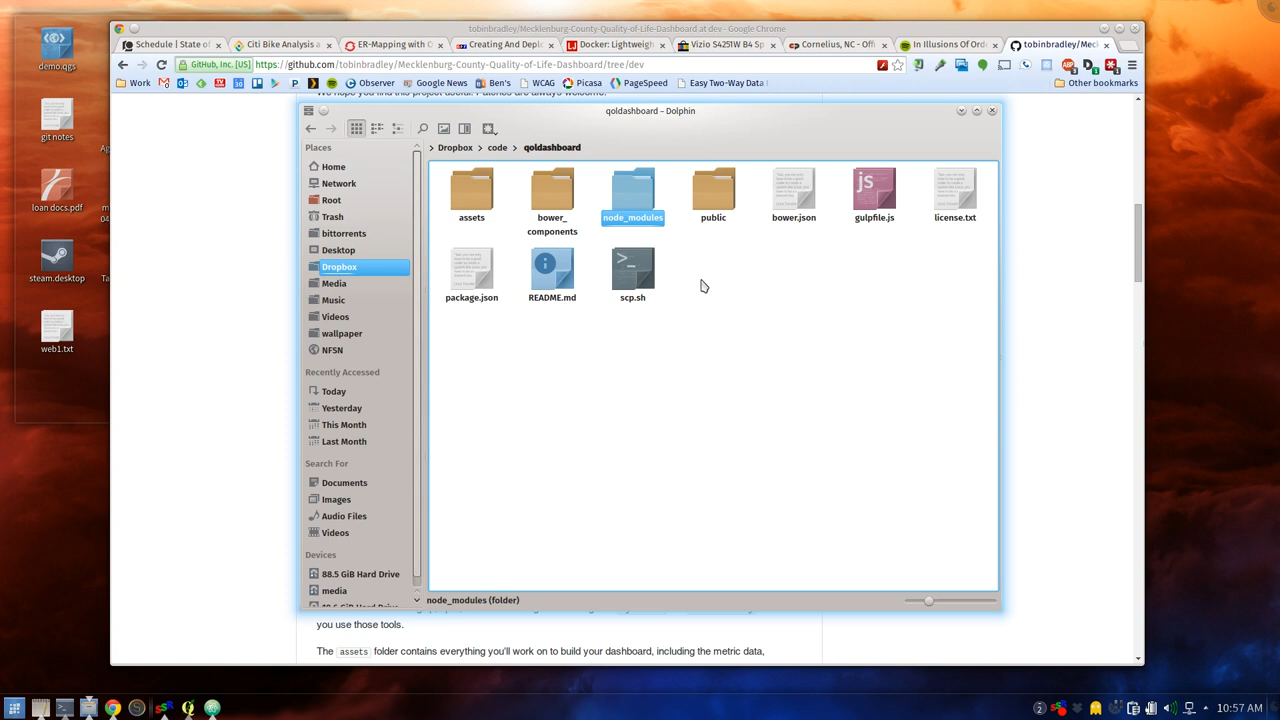 tobinbradley/Mecklenburg-County-Quality-of-Life-Dashboard at dev - Google Chrome
Schedule | State of
Citi Bike Analysis a
ER-Mapping with O
Creating And Deplo
Docker: Lightweigh
Vizio S4251W B4 Sp
Cornelius, NC - Offi
In Illusions Of Orde
tobinbradley/Meck
GitHub, Inc. [US]
https://github.com/tobinbradley/Mecklenburg-County-Quality-of-Life-Dashboard/tree/dev
Work
Observer
Google News
Ben's
WCAG
Picasa
PageSpeed
Easy Two-Way Data
Other bookmarks
qoldashboard – Dolphin
Dropbox > code > qoldashboard
demo.qgs
git notes
loan docs.pdf
steam.desktop
web1.txt
Places
Home
Network
Root
Trash
bittorrents
Desktop
Dropbox
Media
Music
Videos
wallpaper
NFSN
Recently Accessed
Today
Yesterday
This Month
Last Month
Search For
Documents
Images
Audio Files
Videos
Devices
88.5 GiB Hard Drive
media
assets
bower_
components
node_modules
public
bower.json
gulpfile.js
license.txt
package.json
README.md
scp.sh
node_modules (folder)
you use those tools.
The assets folder contains everything you'll work on to build your dashboard, including the metric data,
10:57 AM